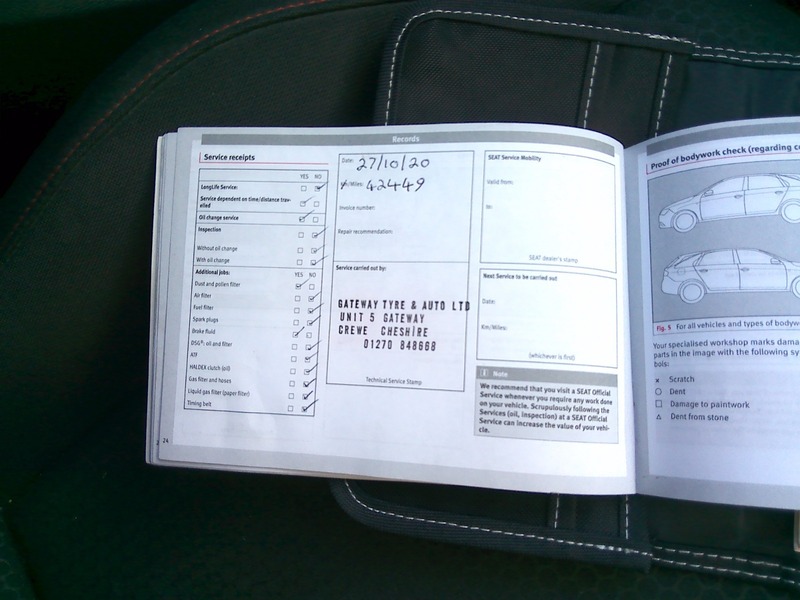 Records
Service receipts
YES NO
LongLife Service:
Service dependent on time/distance trav-
elled
Oil change service
Inspection
Without oil change
With oil change
Additional jobs: YES NO
Dust and pollen filter
Air filter
Fuel filter
Spark plugs
Brake fluid
DSG®: oil and filter
ATF
HALDEX clutch (oil)
Gas filter and hoses
Liquid gas filter (paper filter)
Timing belt
24
Date: 27/10/20
Km/Miles: 42449
Invoice number:
Repair recommendation:
Service carried out by:
GATEWAY TYRE & AUTO LTD
UNIT 5 GATEWAY
CREWE CHESHIRE
01270 848668
Technical Service Stamp
SEAT Service Mobility
Valid from:
to:
SEAT dealer's stamp
Next Service to be carried out
Date:
Km/Miles:
(whichever is first)
Note
We recommend that you visit a SEAT Official
Service whenever you require any work done
on your vehicle. Scrupulously following the
Services (oil, inspection) at a SEAT Official
Service can increase the value of your vehi-
cle.
Proof of bodywork check (regarding
Fig. 5 For all vehicles and types of
Your specialised workshop marks
parts in the image with the following
bols:
x Scratch
○ Dent
□ Damage to paintwork
△ Dent from stone